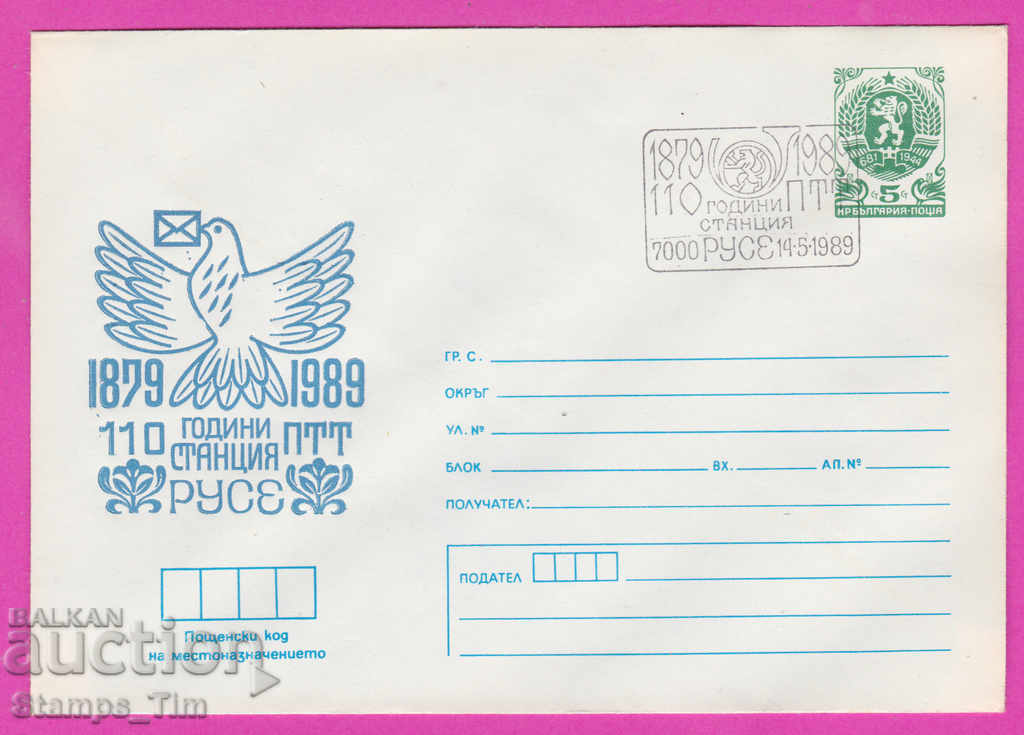 1879 1989
110 ГОДИНИ ПТТ
СТАНЦИЯ
7000 РУСЕ 14·5·1989
681 1944
5
НР БЪЛГАРИЯ·ПОЩА
1879 1989
110 ГОДИНИ СТАНЦИЯ ПТТ
РУСЕ
ГР. С.
ОКРЪГ
УЛ. №
БЛОК ВХ. АП. №
ПОЛУЧАТЕЛ:
ПОДАТЕЛ
Пощенски код
на местоназначението
BALKAN
auction
Stamps_Tim